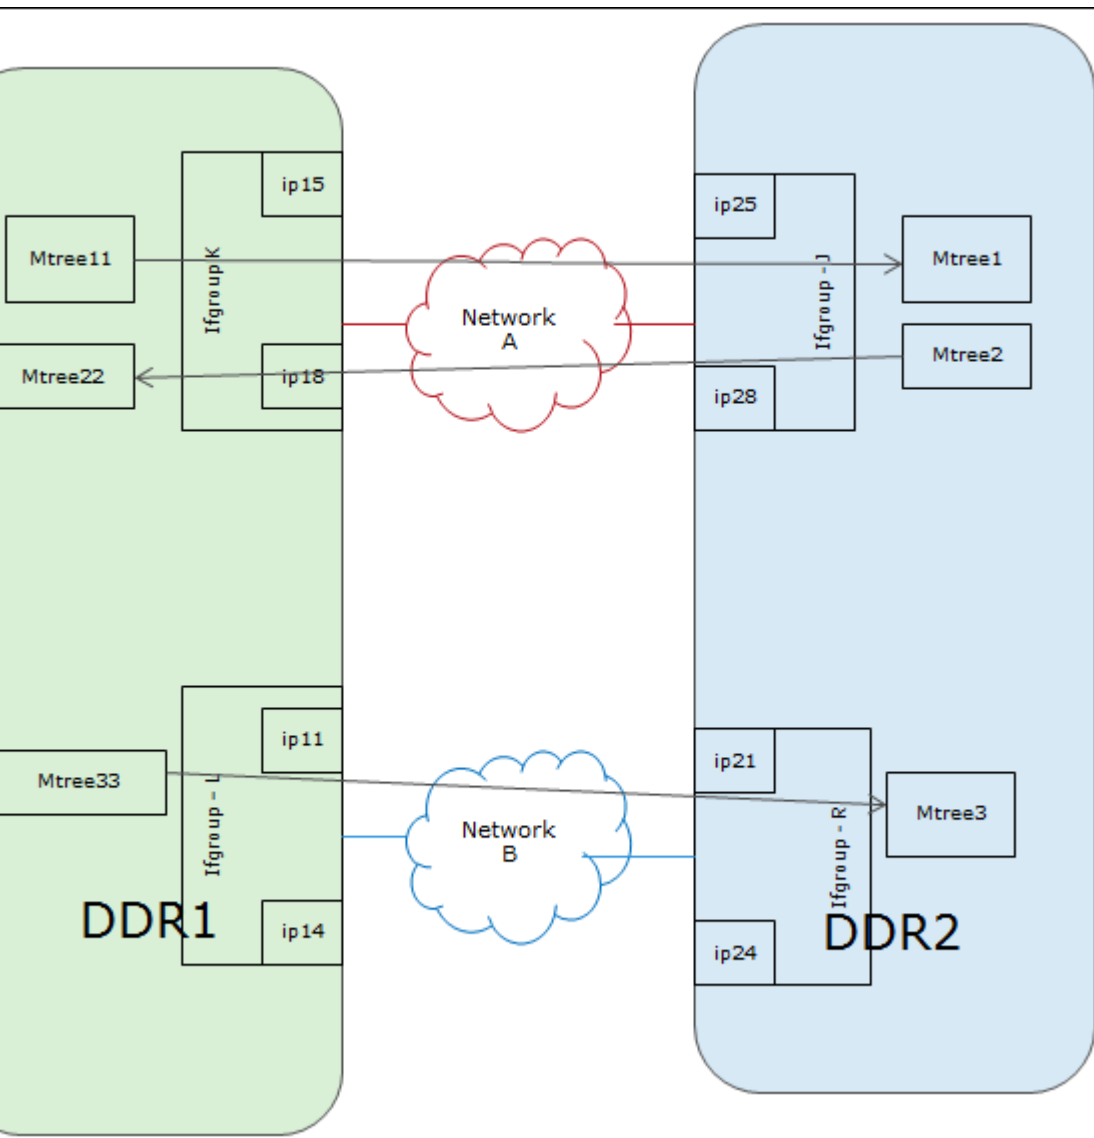 ip15
Mtree11
Ifgroup K
Mtree22
ip18
Network
A
ip25
Ifgroup - J
Mtree1
Mtree2
ip28
ip11
Mtree33
Ifgroup - L
DDR1
ip14
Network
B
ip21
Mtree3
Ifgroup - R
DDR2
ip24